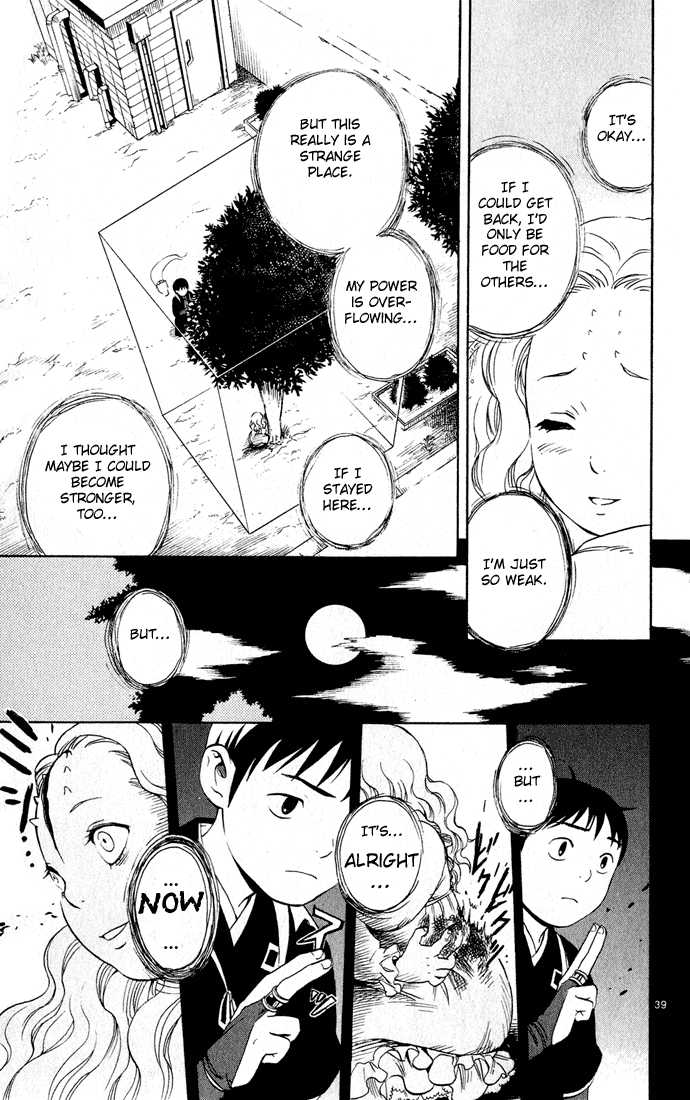 IT'S
OKAY...
IF I
COULD GET
BACK, I'D
ONLY BE
FOOD FOR
THE
OTHERS...
I'M JUST
SO WEAK.
BUT THIS
REALLY IS A
STRANGE
PLACE.
MY POWER
IS OVER-
FLOWING...
IF I
STAYED
HERE...
I THOUGHT
MAYBE I COULD
BECOME
STRONGER,
TOO...
BUT...
...
BUT
...
IT'S...
ALRIGHT
...
...
NOW
...
39